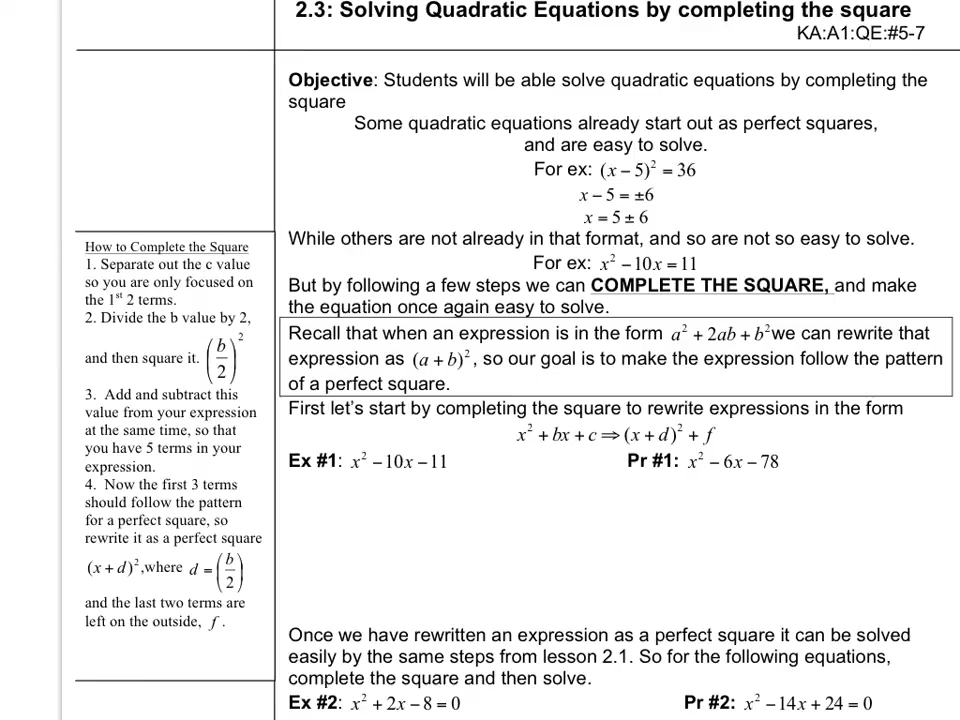 2.3: Solving Quadratic Equations by completing the square
KA:A1:QE:#5-7
Objective: Students will be able solve quadratic equations by completing the
square
Some quadratic equations already start out as perfect squares,
and are easy to solve.
For ex: (x − 5)² = 36
x − 5 = ±6
x = 5 ± 6
While others are not already in that format, and so are not so easy to solve.
For ex: x² − 10x = 11
But by following a few steps we can COMPLETE THE SQUARE, and make
the equation once again easy to solve.
Recall that when an expression is in the form a² + 2ab + b² we can rewrite that
expression as (a + b)², so our goal is to make the expression follow the pattern
of a perfect square.
First let's start by completing the square to rewrite expressions in the form
x² + bx + c ⇒ (x + d)² + f
Ex #1: x² − 10x − 11 Pr #1: x² − 6x − 78
Once we have rewritten an expression as a perfect square it can be solved
easily by the same steps from lesson 2.1. So for the following equations,
complete the square and then solve.
Ex #2: x² + 2x − 8 = 0 Pr #2: x² − 14x + 24 = 0
How to Complete the Square
1. Separate out the c value
so you are only focused on
the 1st 2 terms.
2. Divide the b value by 2,
and then square it. (b/2)²
3. Add and subtract this
value from your expression
at the same time, so that
you have 5 terms in your
expression.
4. Now the first 3 terms
should follow the pattern
for a perfect square, so
rewrite it as a perfect square
(x + d)², where d = (b/2)
and the last two terms are
left on the outside, f.